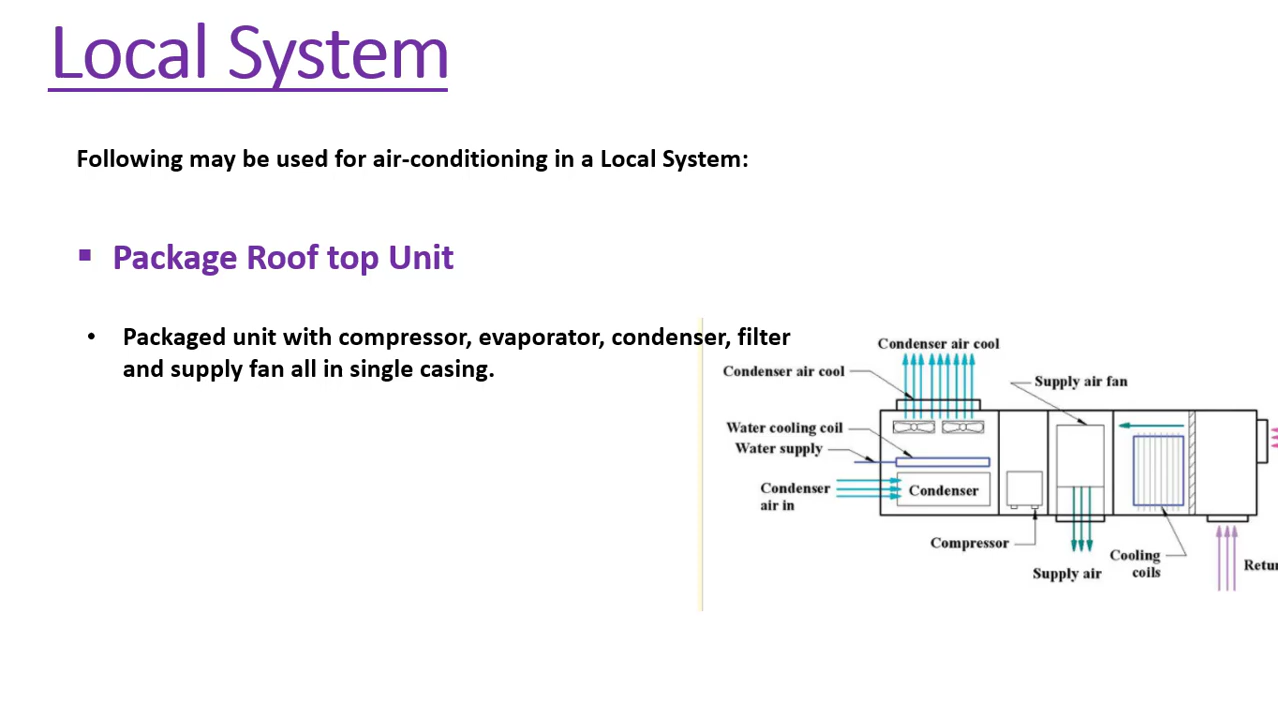 Local System
Following may be used for air-conditioning in a Local System:
▪ Package Roof top Unit
• Packaged unit with compressor, evaporator, condenser, filter
and supply fan all in single casing.
Condenser air cool
Condenser air cool
Supply air fan
Water cooling coil
Water supply
Condenser
air in
Condenser
Compressor
Supply air
Cooling
coils